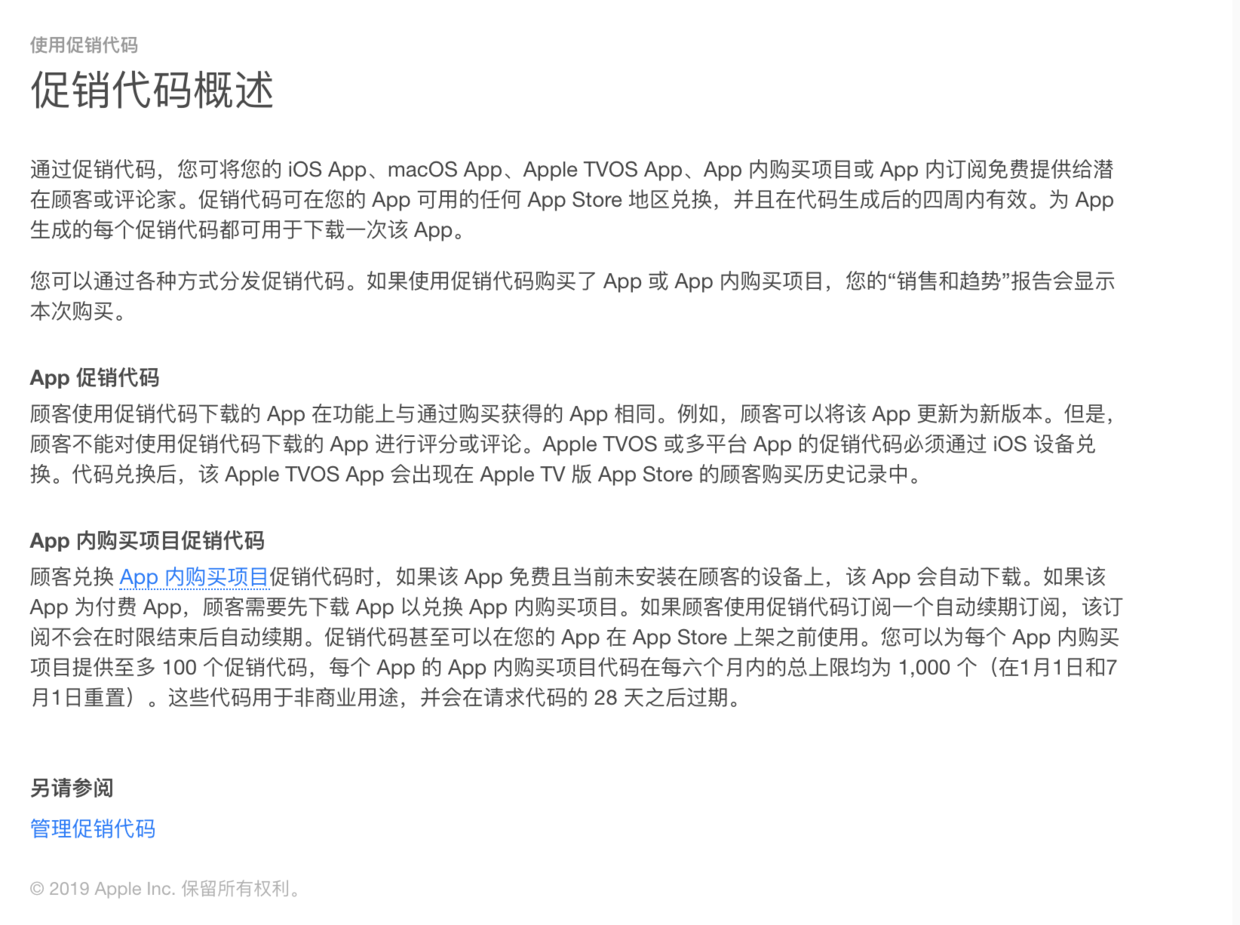 使用促销代码
促销代码概述
通过促销代码，您可将您的 iOS App、macOS App、Apple TVOS App、App 内购买项目或 App 内订阅免费提供给潜
在顾客或评论家。促销代码可在您的 App 可用的任何 App Store 地区兑换，并且在代码生成后的四周内有效。为 App
生成的每个促销代码都可用于下载一次该 App。
您可以通过各种方式分发促销代码。如果使用促销代码购买了 App 或 App 内购买项目，您的“销售和趋势”报告会显示
本次购买。
App 促销代码
顾客使用促销代码下载的 App 在功能上与通过购买获得的 App 相同。例如，顾客可以将该 App 更新为新版本。但是，
顾客不能对使用促销代码下载的 App 进行评分或评论。Apple TVOS 或多平台 App 的促销代码必须通过 iOS 设备兑
换。代码兑换后，该 Apple TVOS App 会出现在 Apple TV 版 App Store 的顾客购买历史记录中。
App 内购买项目促销代码
顾客兑换 App 内购买项目促销代码时，如果该 App 免费且当前未安装在顾客的设备上，该 App 会自动下载。如果该
App 为付费 App，顾客需要先下载 App 以兑换 App 内购买项目。如果顾客使用促销代码订阅一个自动续期订阅，该订
阅不会在时限结束后自动续期。促销代码甚至可以在您的 App 在 App Store 上架之前使用。您可以为每个 App 内购买
项目提供至多 100 个促销代码，每个 App 的 App 内购买项目代码在每六个月内的总上限均为 1,000 个（在1月1日和7
月1日重置）。这些代码用于非商业用途，并会在请求代码的 28 天之后过期。
另请参阅
管理促销代码
© 2019 Apple Inc. 保留所有权利。